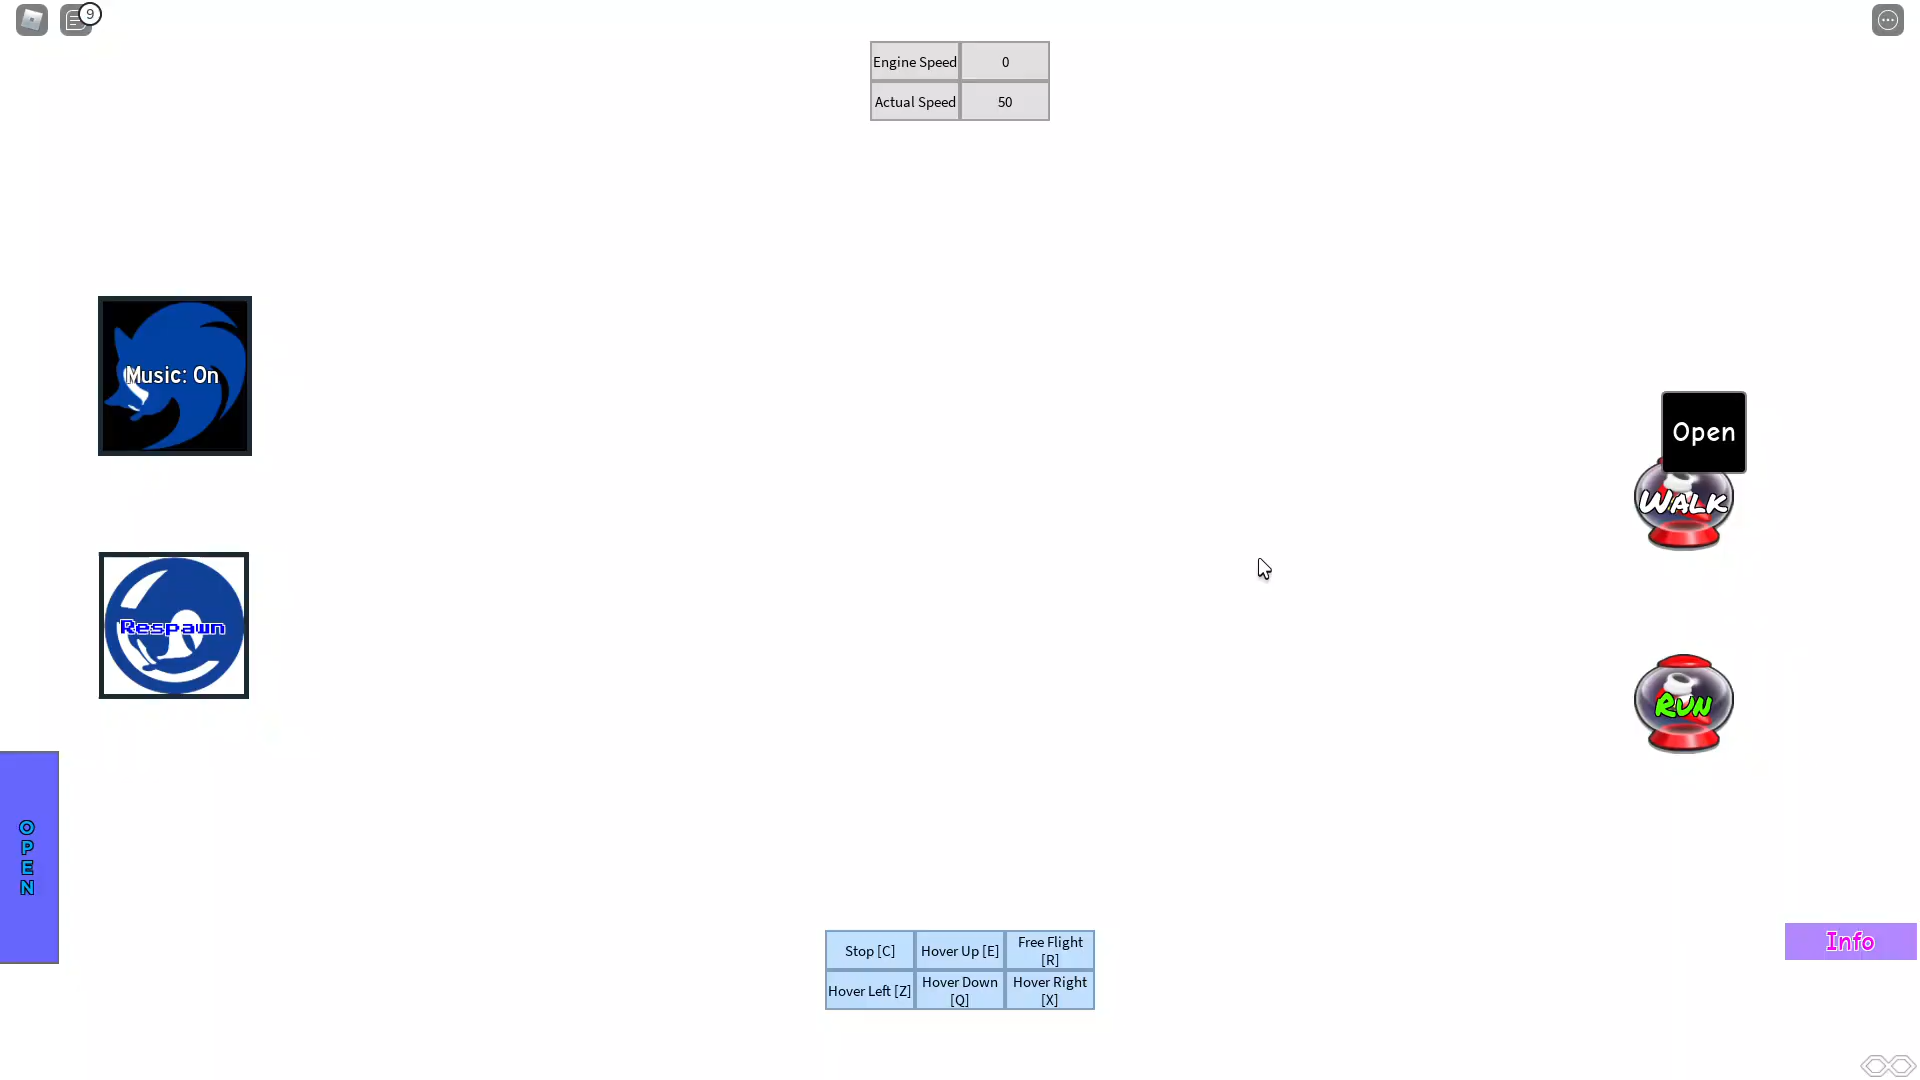 9
Engine Speed 0
Actual Speed 50
Music: On
Open
WALK
Respawn
RUN
OPEN
Info
Stop [C] Hover Up [E] Free Flight [R]
Hover Left [Z] Hover Down [Q] Hover Right [X]